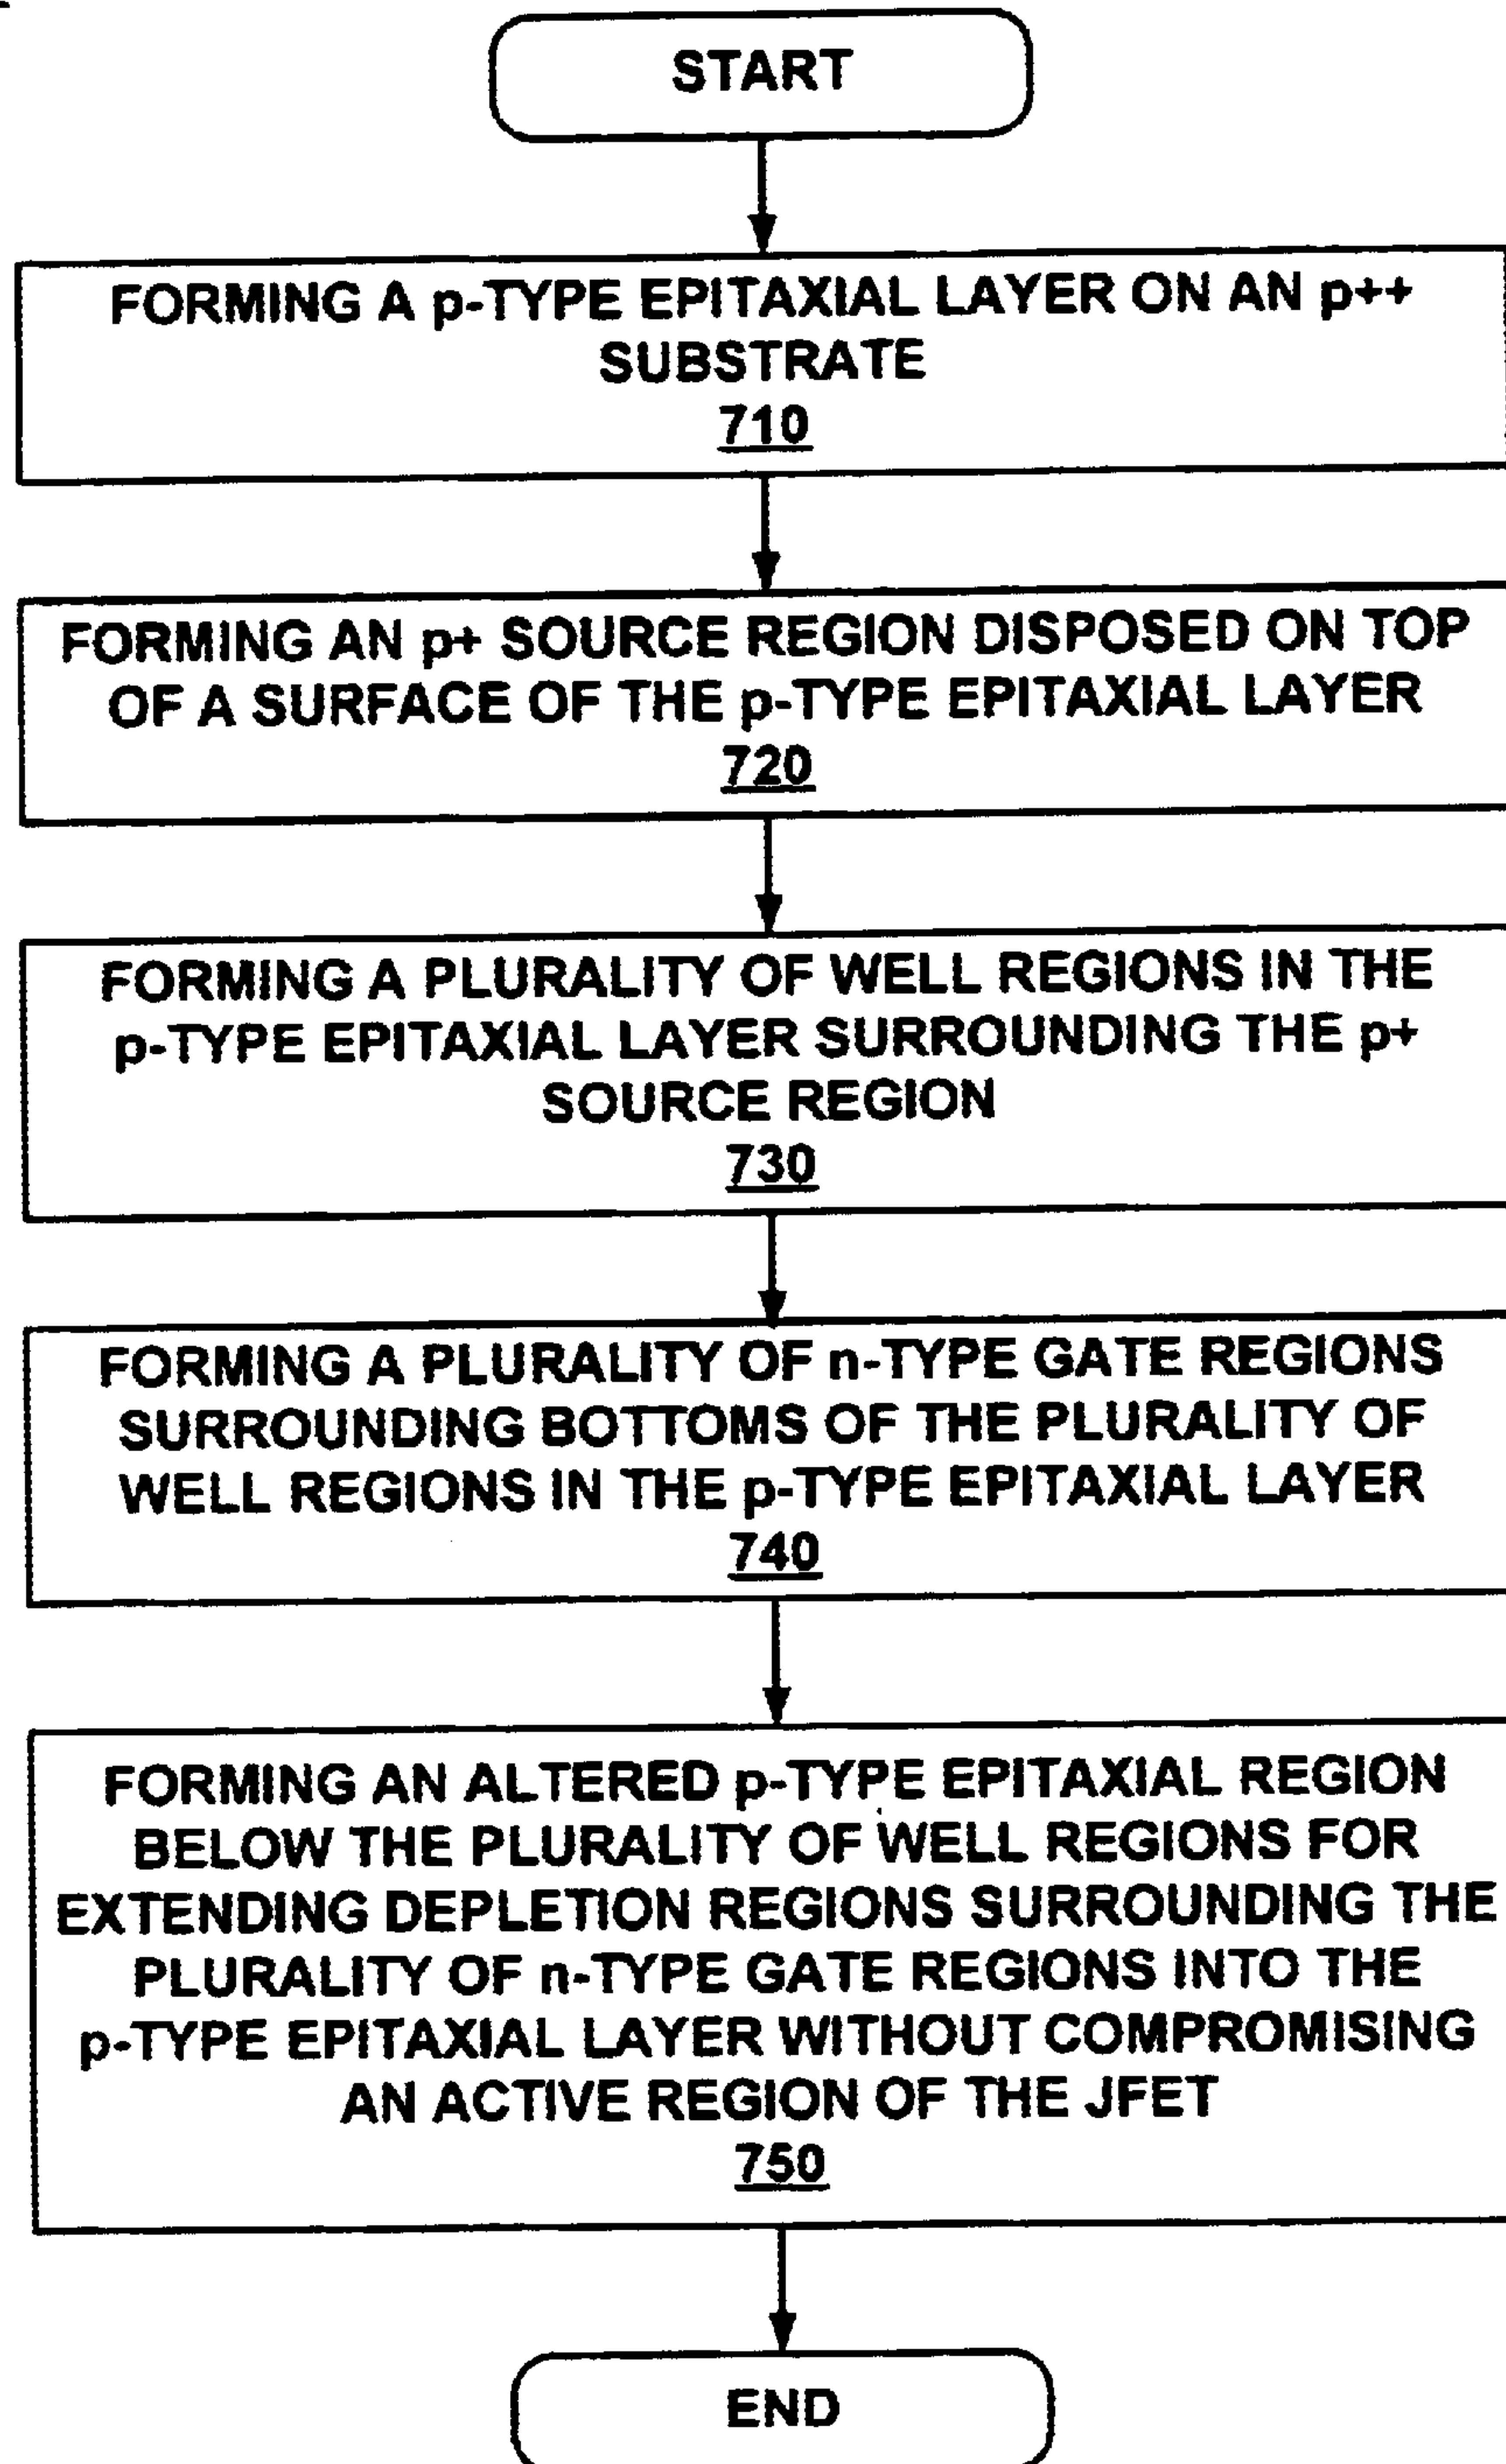 START
FORMING A p-TYPE EPITAXIAL LAYER ON AN p++
SUBSTRATE
710
FORMING AN p+ SOURCE REGION DISPOSED ON TOP
OF A SURFACE OF THE p-TYPE EPITAXIAL LAYER
720
FORMING A PLURALITY OF WELL REGIONS IN THE
p-TYPE EPITAXIAL LAYER SURROUNDING THE p+
SOURCE REGION
730
FORMING A PLURALITY OF n-TYPE GATE REGIONS
SURROUNDING BOTTOMS OF THE PLURALITY OF
WELL REGIONS IN THE p-TYPE EPITAXIAL LAYER
740
FORMING AN ALTERED p-TYPE EPITAXIAL REGION
BELOW THE PLURALITY OF WELL REGIONS FOR
EXTENDING DEPLETION REGIONS SURROUNDING THE
PLURALITY OF n-TYPE GATE REGIONS INTO THE
p-TYPE EPITAXIAL LAYER WITHOUT COMPROMISING
AN ACTIVE REGION OF THE JFET
750
END